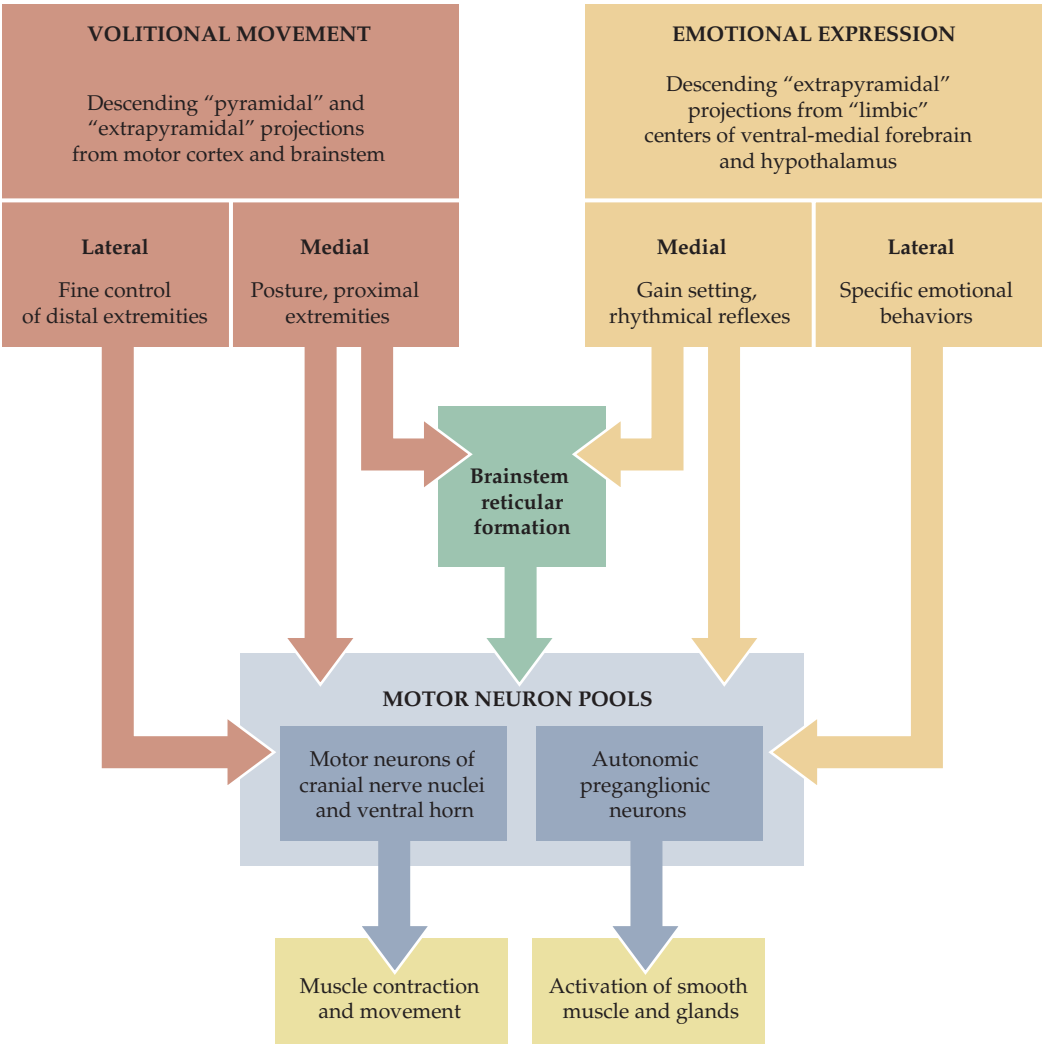 VOLITIONAL MOVEMENT
Descending “pyramidal” and
“extrapyramidal” projections
from motor cortex and brainstem
EMOTIONAL EXPRESSION
Descending “extrapyramidal”
projections from “limbic”
centers of ventral-medial forebrain
and hypothalamus
Lateral
Fine control
of distal extremities
Medial
Posture, proximal
extremities
Medial
Gain setting,
rhythmical reflexes
Lateral
Specific emotional
behaviors
Brainstem
reticular
formation
MOTOR NEURON POOLS
Motor neurons of
cranial nerve nuclei
and ventral horn
Autonomic
preganglionic
neurons
Muscle contraction
and movement
Activation of smooth
muscle and glands